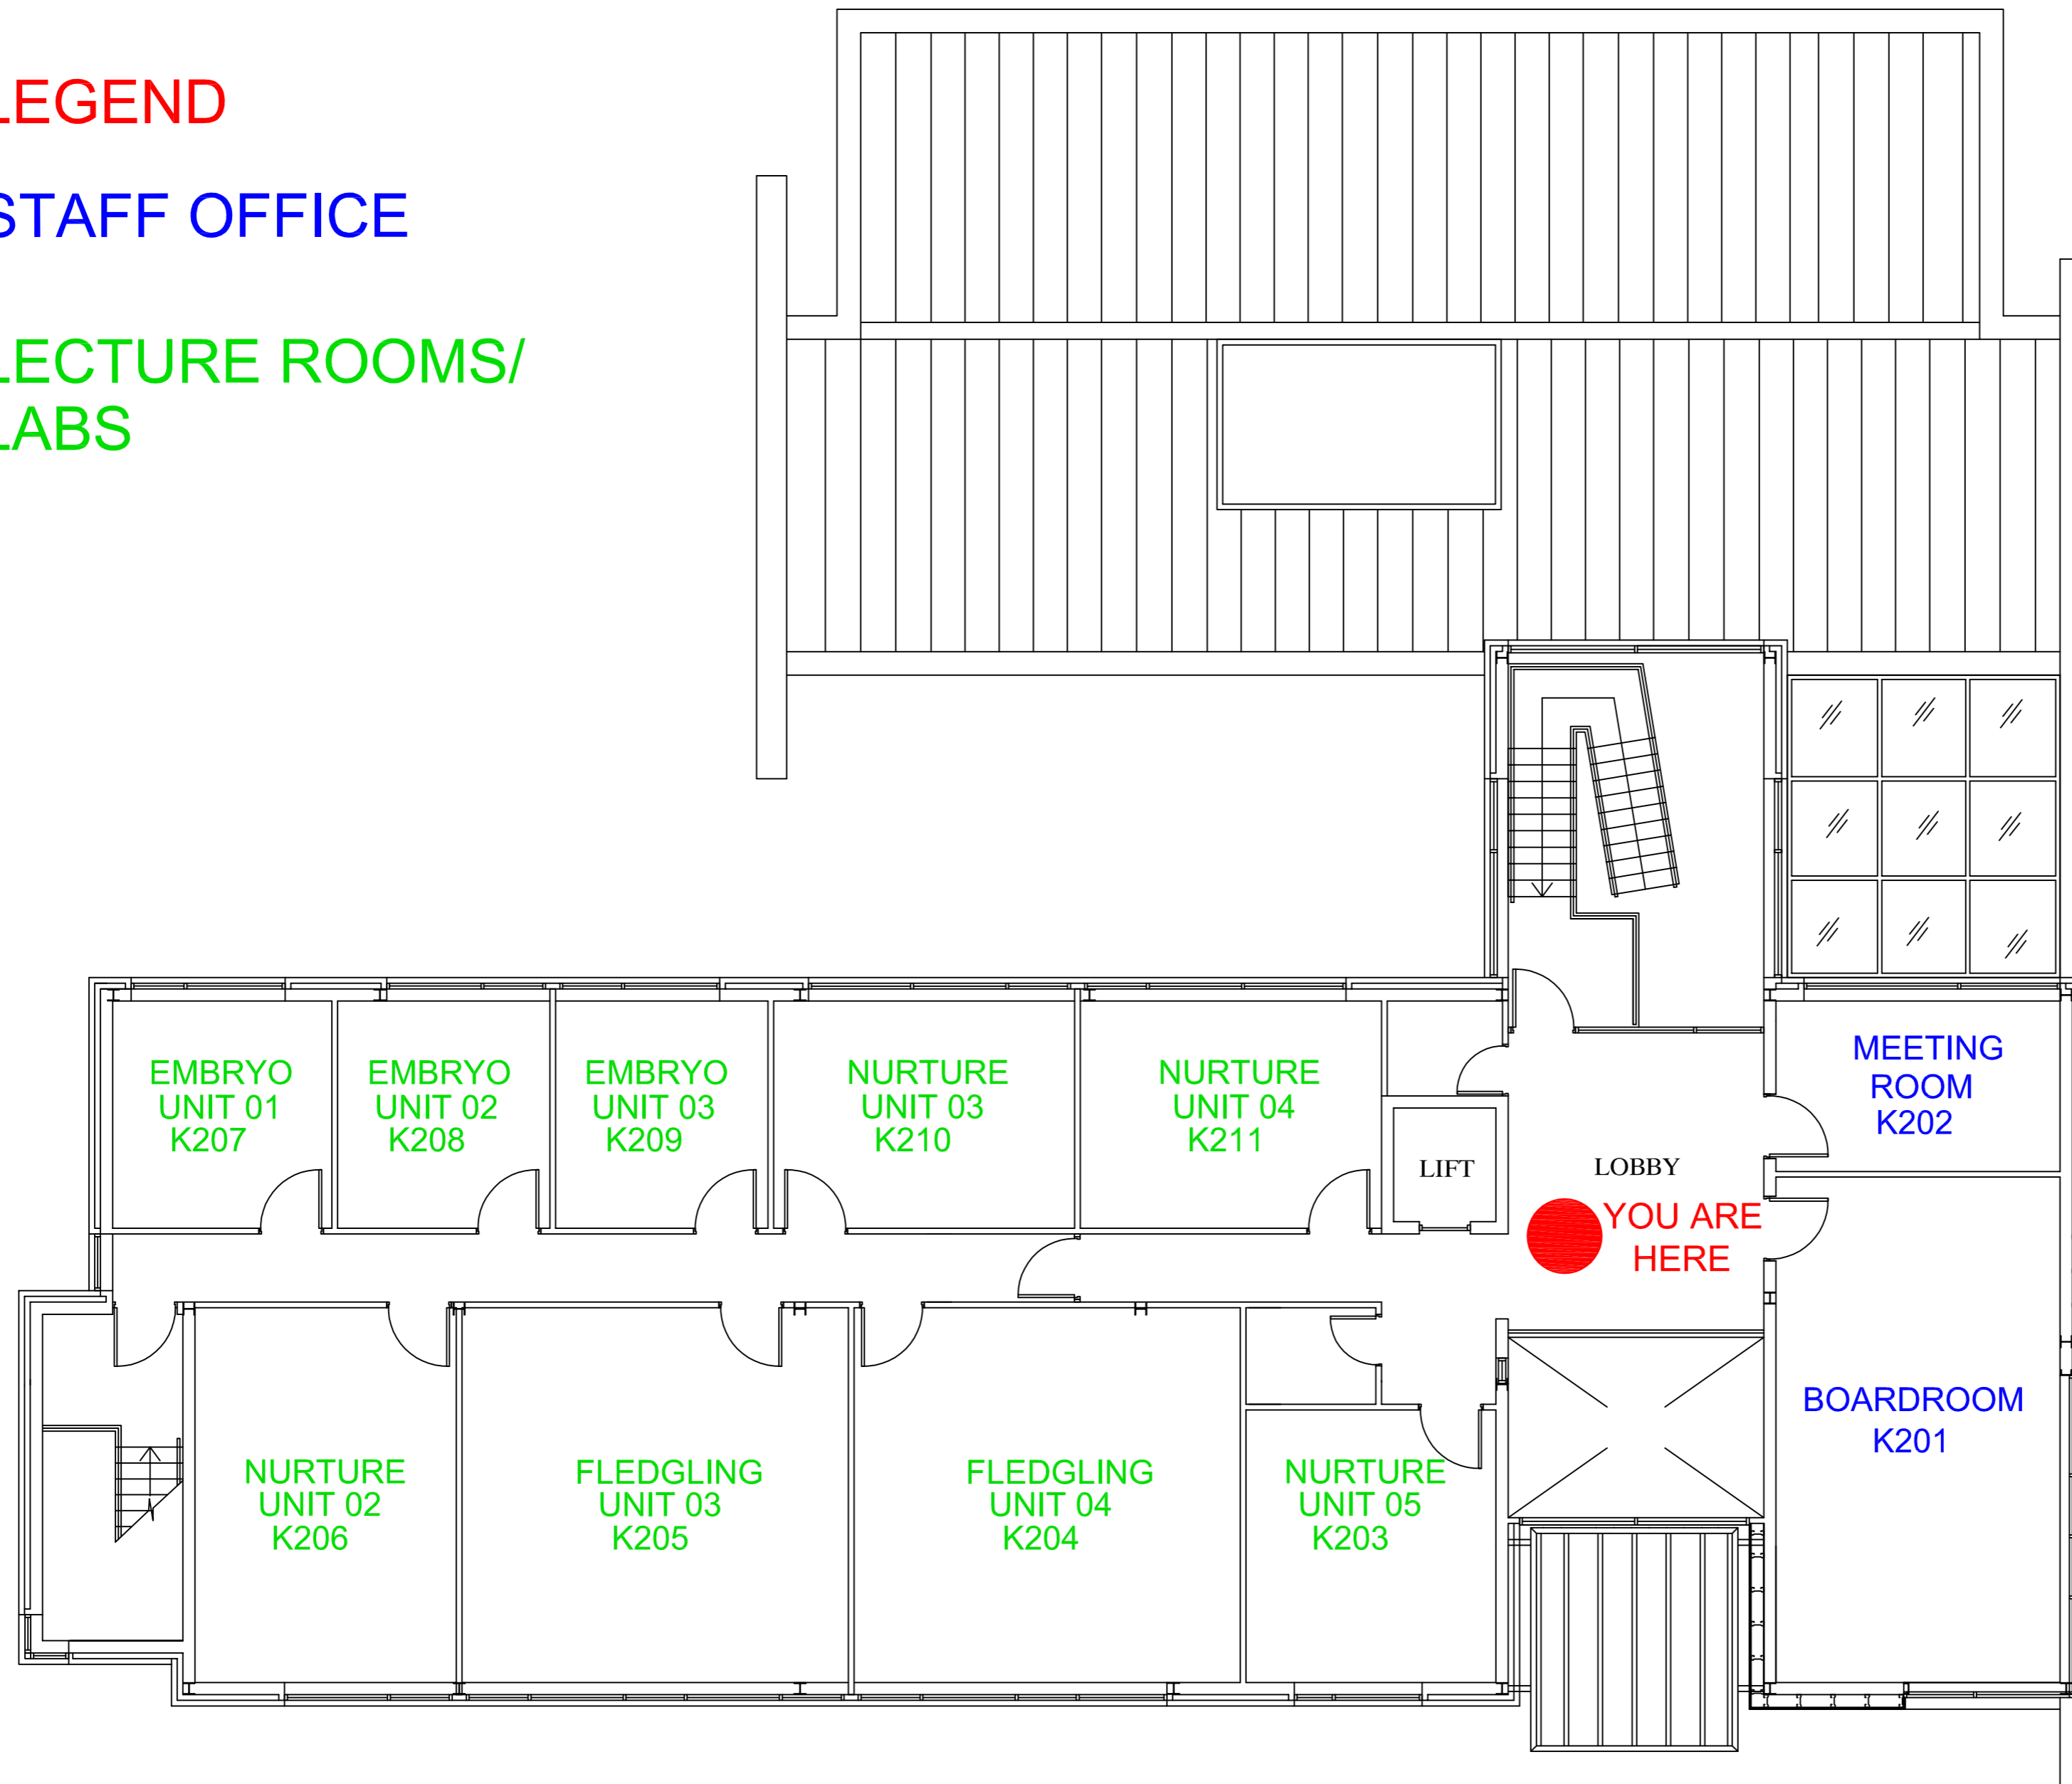 LEGEND
STAFF OFFICE
LECTURE ROOMS/
LABS
EMBRYO
UNIT 01
K207
EMBRYO
UNIT 02
K208
EMBRYO
UNIT 03
K209
NURTURE
UNIT 03
K210
NURTURE
UNIT 04
K211
LIFT
LOBBY
YOU ARE
HERE
MEETING
ROOM
K202
BOARDROOM
K201
NURTURE
UNIT 02
K206
FLEDGLING
UNIT 03
K205
FLEDGLING
UNIT 04
K204
NURTURE
UNIT 05
K203